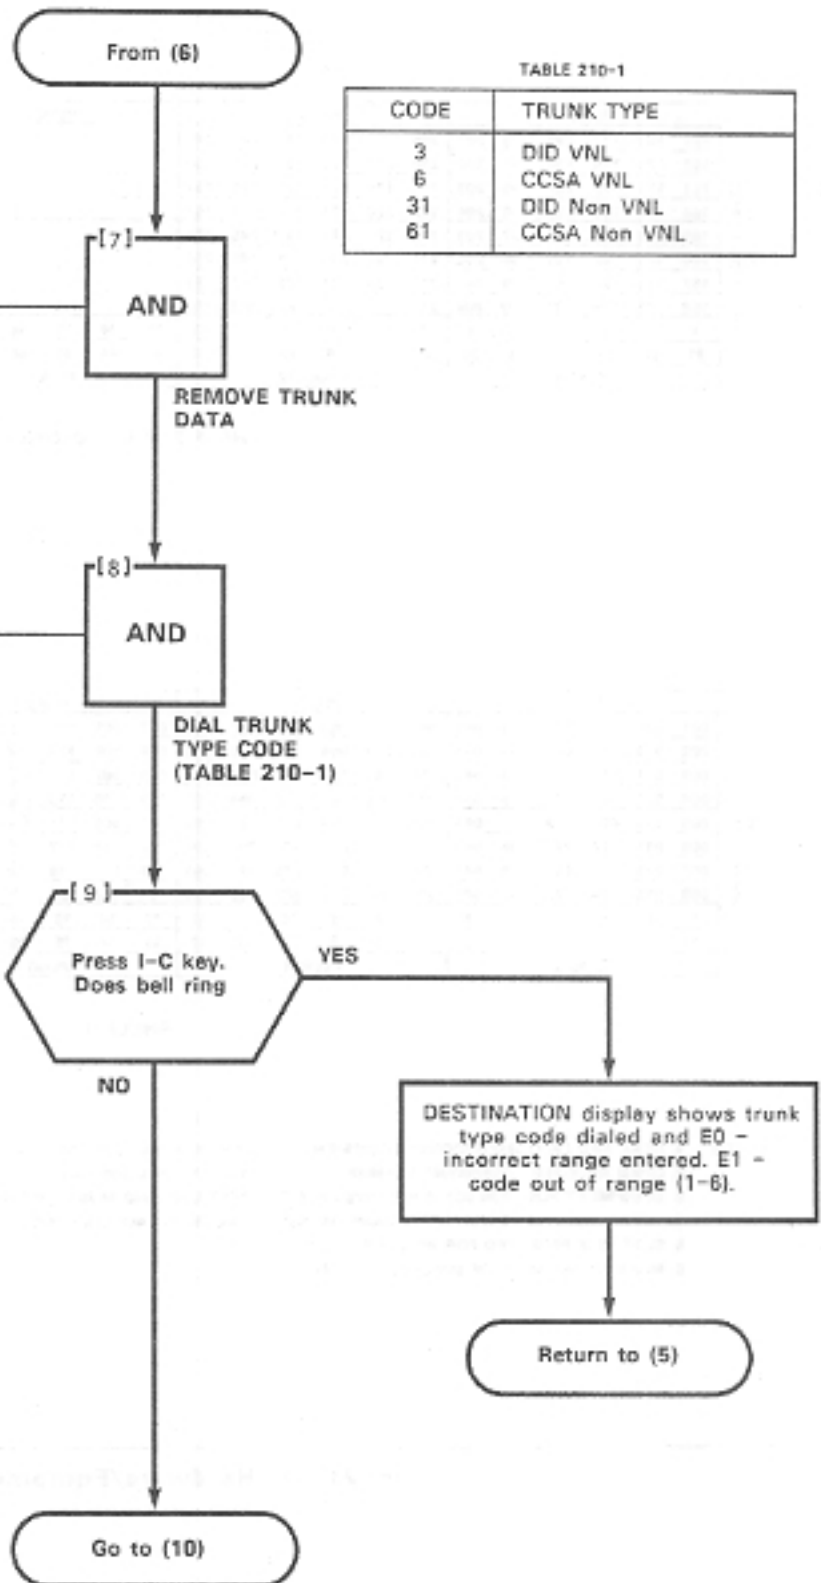 From (6)
TABLE 210-1
CODE TRUNK TYPE
3 DID VNL
6 CCSA VNL
31 DID Non VNL
61 CCSA Non VNL
[7]
AND
REMOVE TRUNK
DATA
[8]
AND
DIAL TRUNK
TYPE CODE
(TABLE 210-1)
[9]
Press I-C key.
Does bell ring
YES
NO
DESTINATION display shows trunk
type code dialed and E0 -
incorrect range entered. E1 -
code out of range (1-6).
Return to (5)
Go to (10)